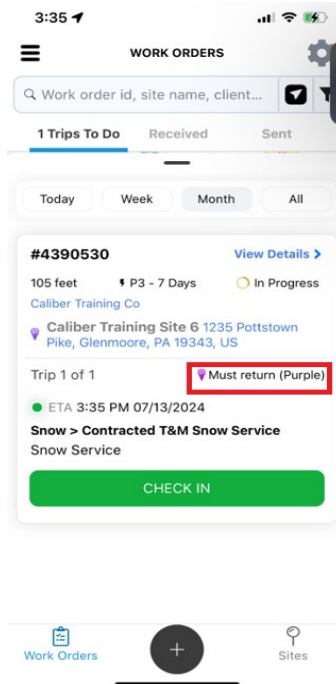 3:35
WORK ORDERS
Work order id, site name, client...
1 Trips To Do Received Sent
Today Week Month All
#4390530 View Details >
105 feet P3 - 7 Days In Progress
Caliber Training Co
Caliber Training Site 6 1235 Pottstown
Pike, Glenmoore, PA 19343, US
Trip 1 of 1 Must return (Purple)
ETA 3:35 PM 07/13/2024
Snow > Contracted T&M Snow Service
Snow Service
CHECK IN
Work Orders Sites